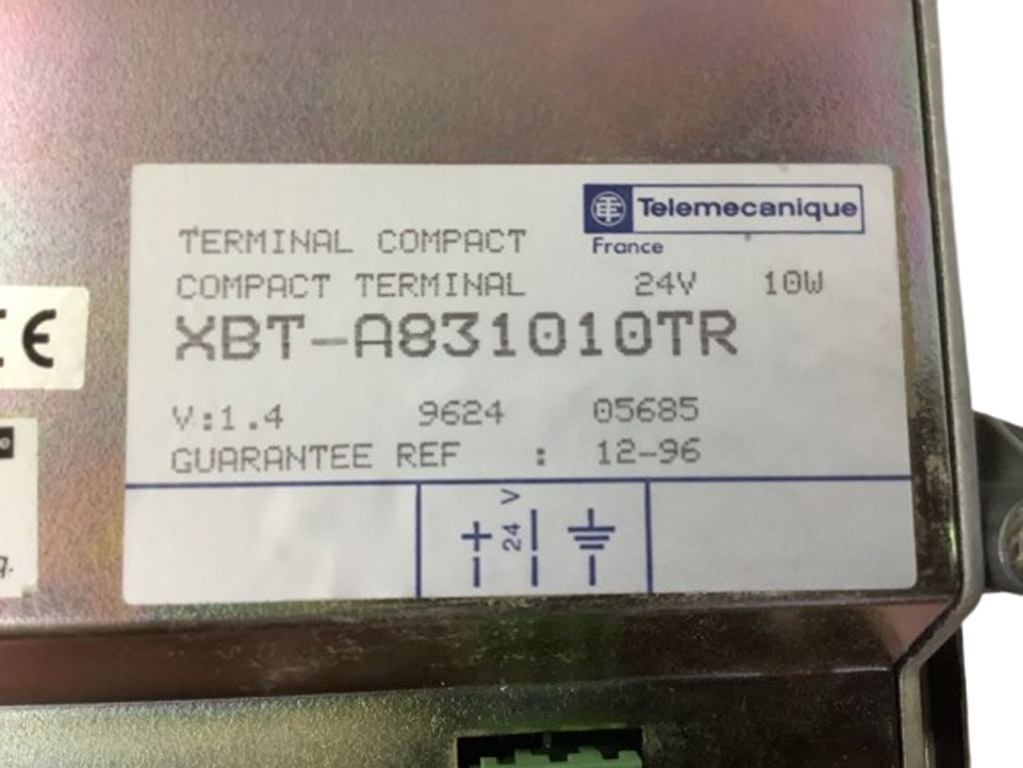 Telemecanique
France
TERMINAL COMPACT
COMPACT TERMINAL 24V 10W
XBT-A831010TR
V:1.4 9624 05685
GUARANTEE REF : 12-96
+ 24V −
CE